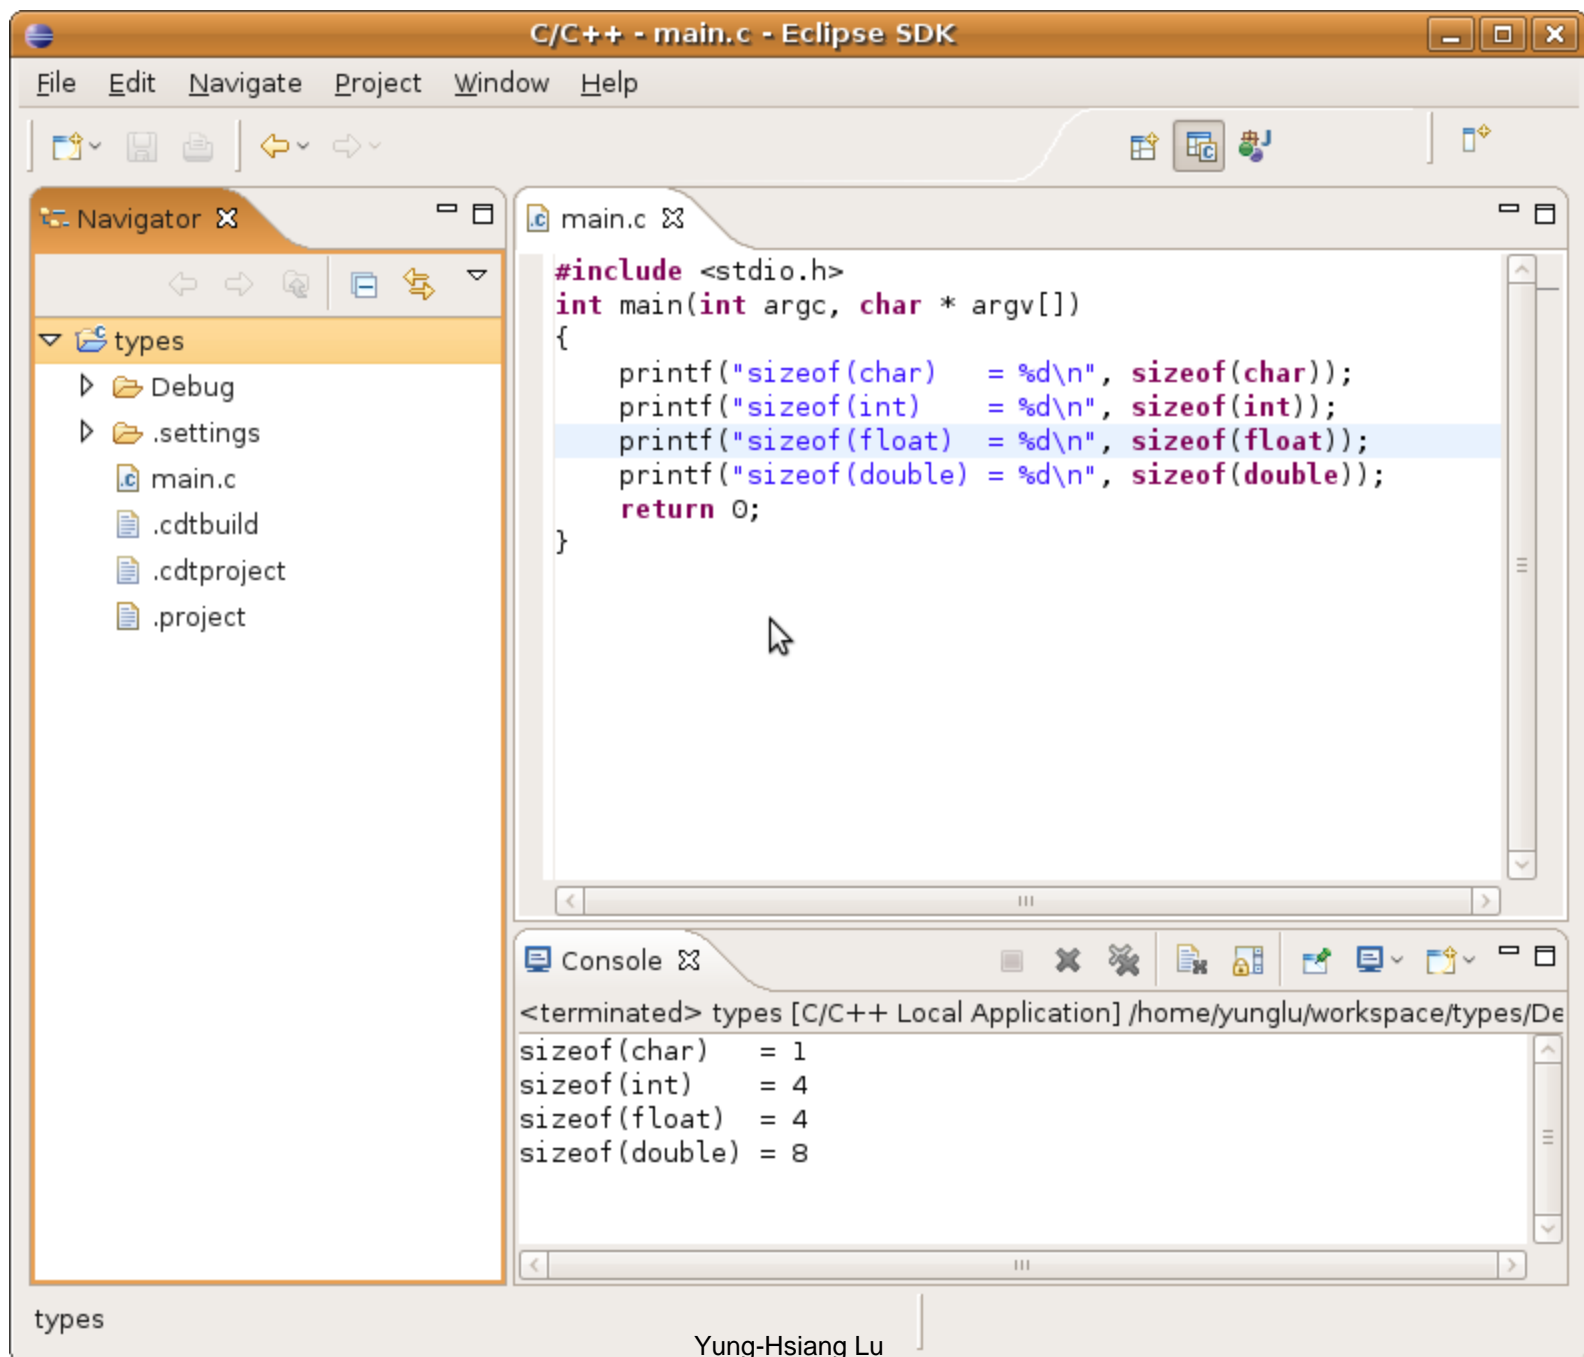 C/C++ - main.c - Eclipse SDK
File Edit Navigate Project Window Help
Navigator
types
Debug
.settings
main.c
.cdtbuild
.cdtproject
.project
main.c
#include <stdio.h>
int main(int argc, char * argv[])
{
    printf("sizeof(char)   = %d\n", sizeof(char));
    printf("sizeof(int)    = %d\n", sizeof(int));
    printf("sizeof(float)  = %d\n", sizeof(float));
    printf("sizeof(double) = %d\n", sizeof(double));
    return 0;
}
Console
<terminated> types [C/C++ Local Application] /home/yunglu/workspace/types/De
sizeof(char)   = 1
sizeof(int)    = 4
sizeof(float)  = 4
sizeof(double) = 8
types
Yung-Hsiang Lu